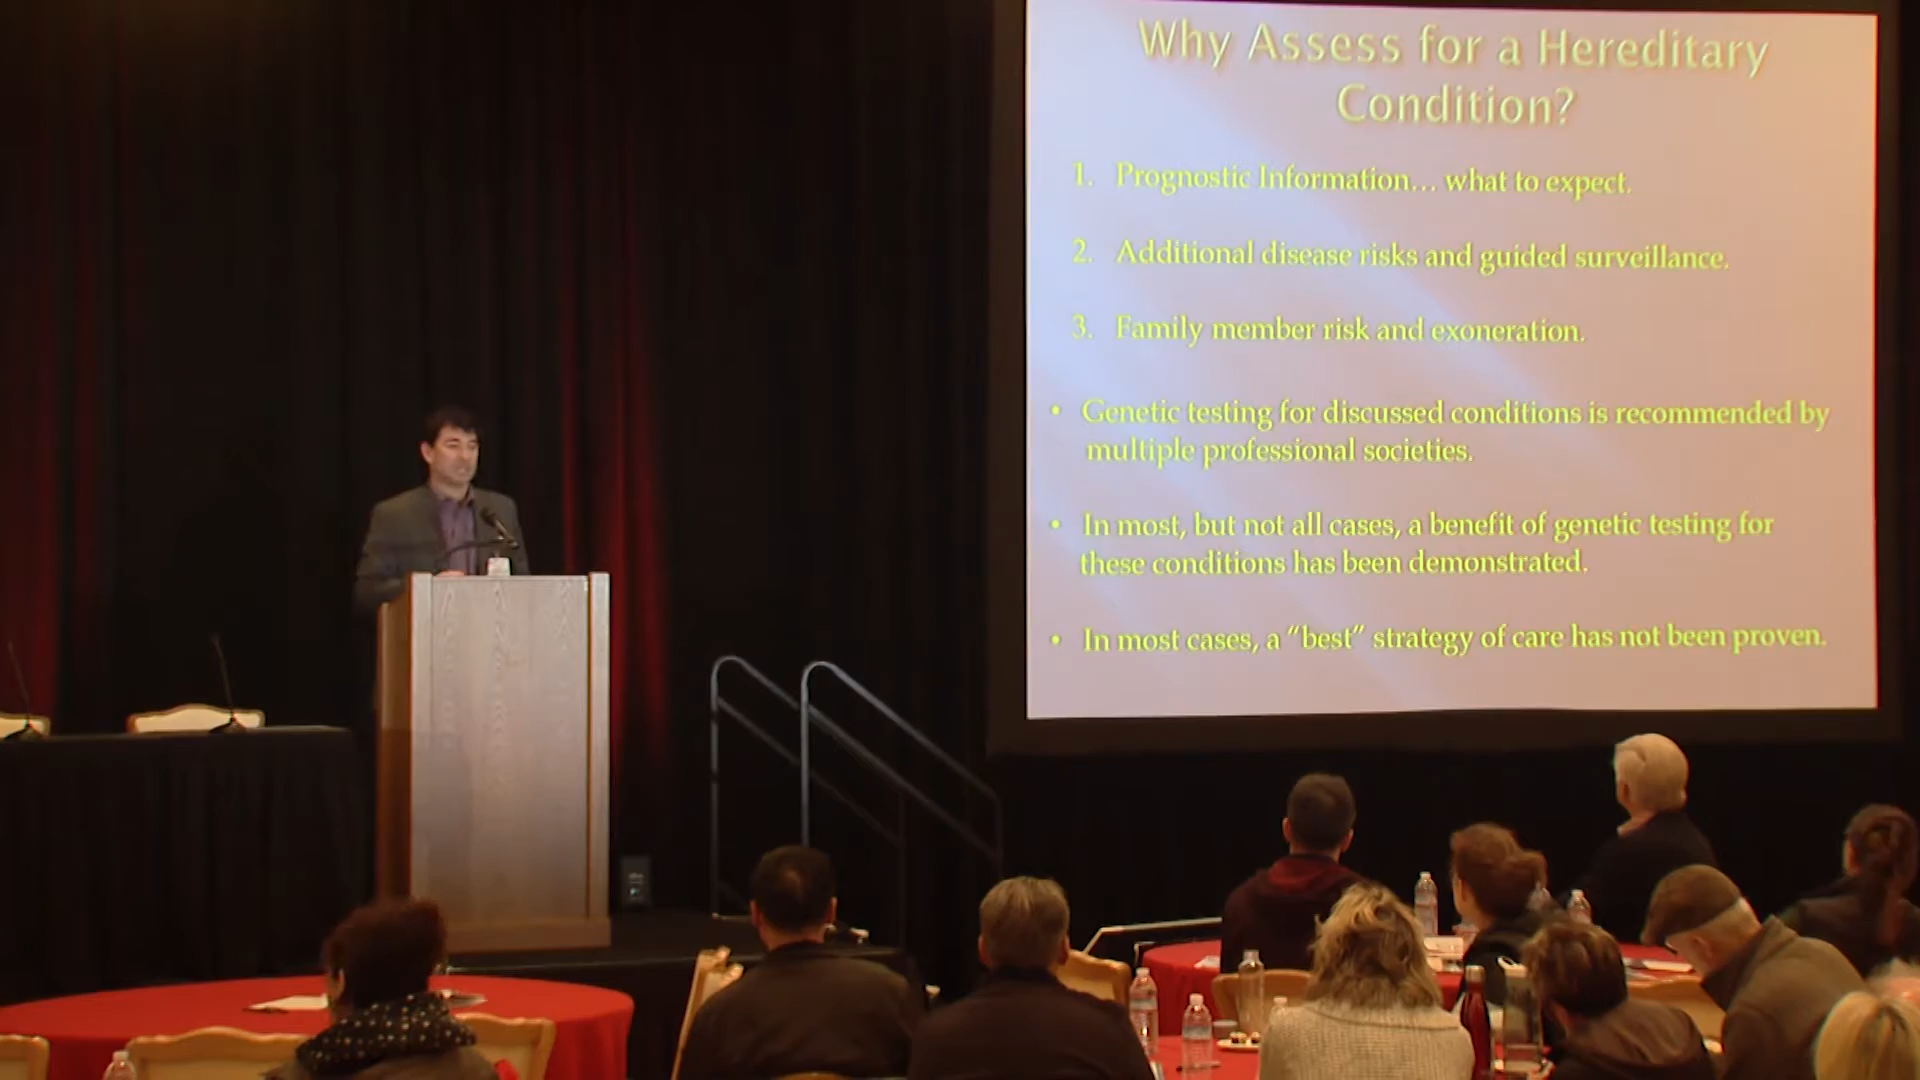 Why Assess for a Hereditary
Condition?
1. Prognostic Information... what to expect.
2. Additional disease risks and guided surveillance.
3. Family member risk and exoneration.
• Genetic testing for discussed conditions is recommended by
multiple professional societies.
• In most, but not all cases, a benefit of genetic testing for
these conditions has been demonstrated.
• In most cases, a “best” strategy of care has not been proven.